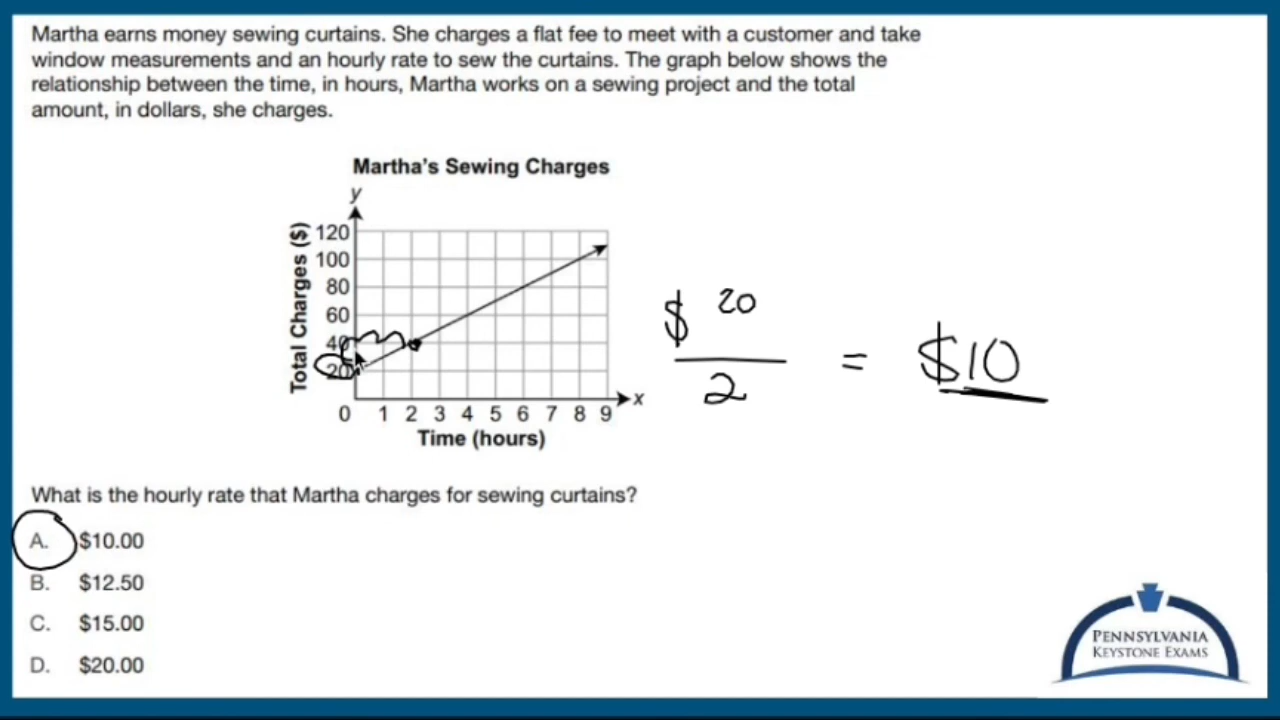 Martha earns money sewing curtains. She charges a flat fee to meet with a customer and take
window measurements and an hourly rate to sew the curtains. The graph below shows the
relationship between the time, in hours, Martha works on a sewing project and the total
amount, in dollars, she charges.
Martha's Sewing Charges
y
Total Charges ($)
120
100
80
60
40
20
0 1 2 3 4 5 6 7 8 9 x
Time (hours)
$ 20
2
= $10
What is the hourly rate that Martha charges for sewing curtains?
A. $10.00
B. $12.50
C. $15.00
D. $20.00
PENNSYLVANIA
KEYSTONE EXAMS